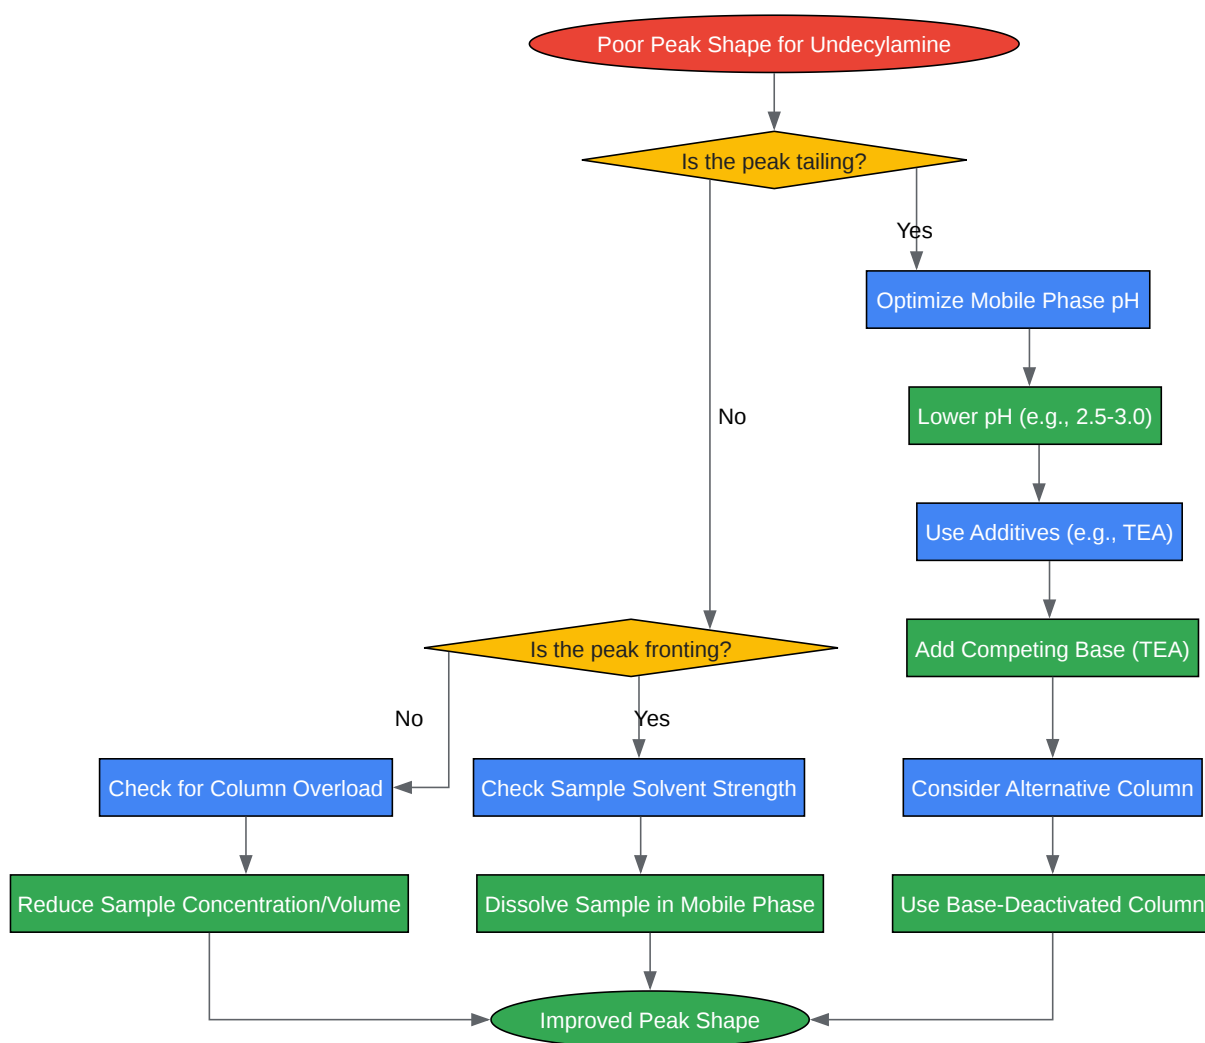 Poor Peak Shape for Undecylamine
Is the peak tailing?
Yes
Optimize Mobile Phase pH
No
Lower pH (e.g., 2.5-3.0)
Use Additives (e.g., TEA)
Is the peak fronting?
Add Competing Base (TEA)
No
Yes
Check for Column Overload
Check Sample Solvent Strength
Consider Alternative Column
Reduce Sample Concentration/Volume
Dissolve Sample in Mobile Phase
Use Base-Deactivated Column
Improved Peak Shape